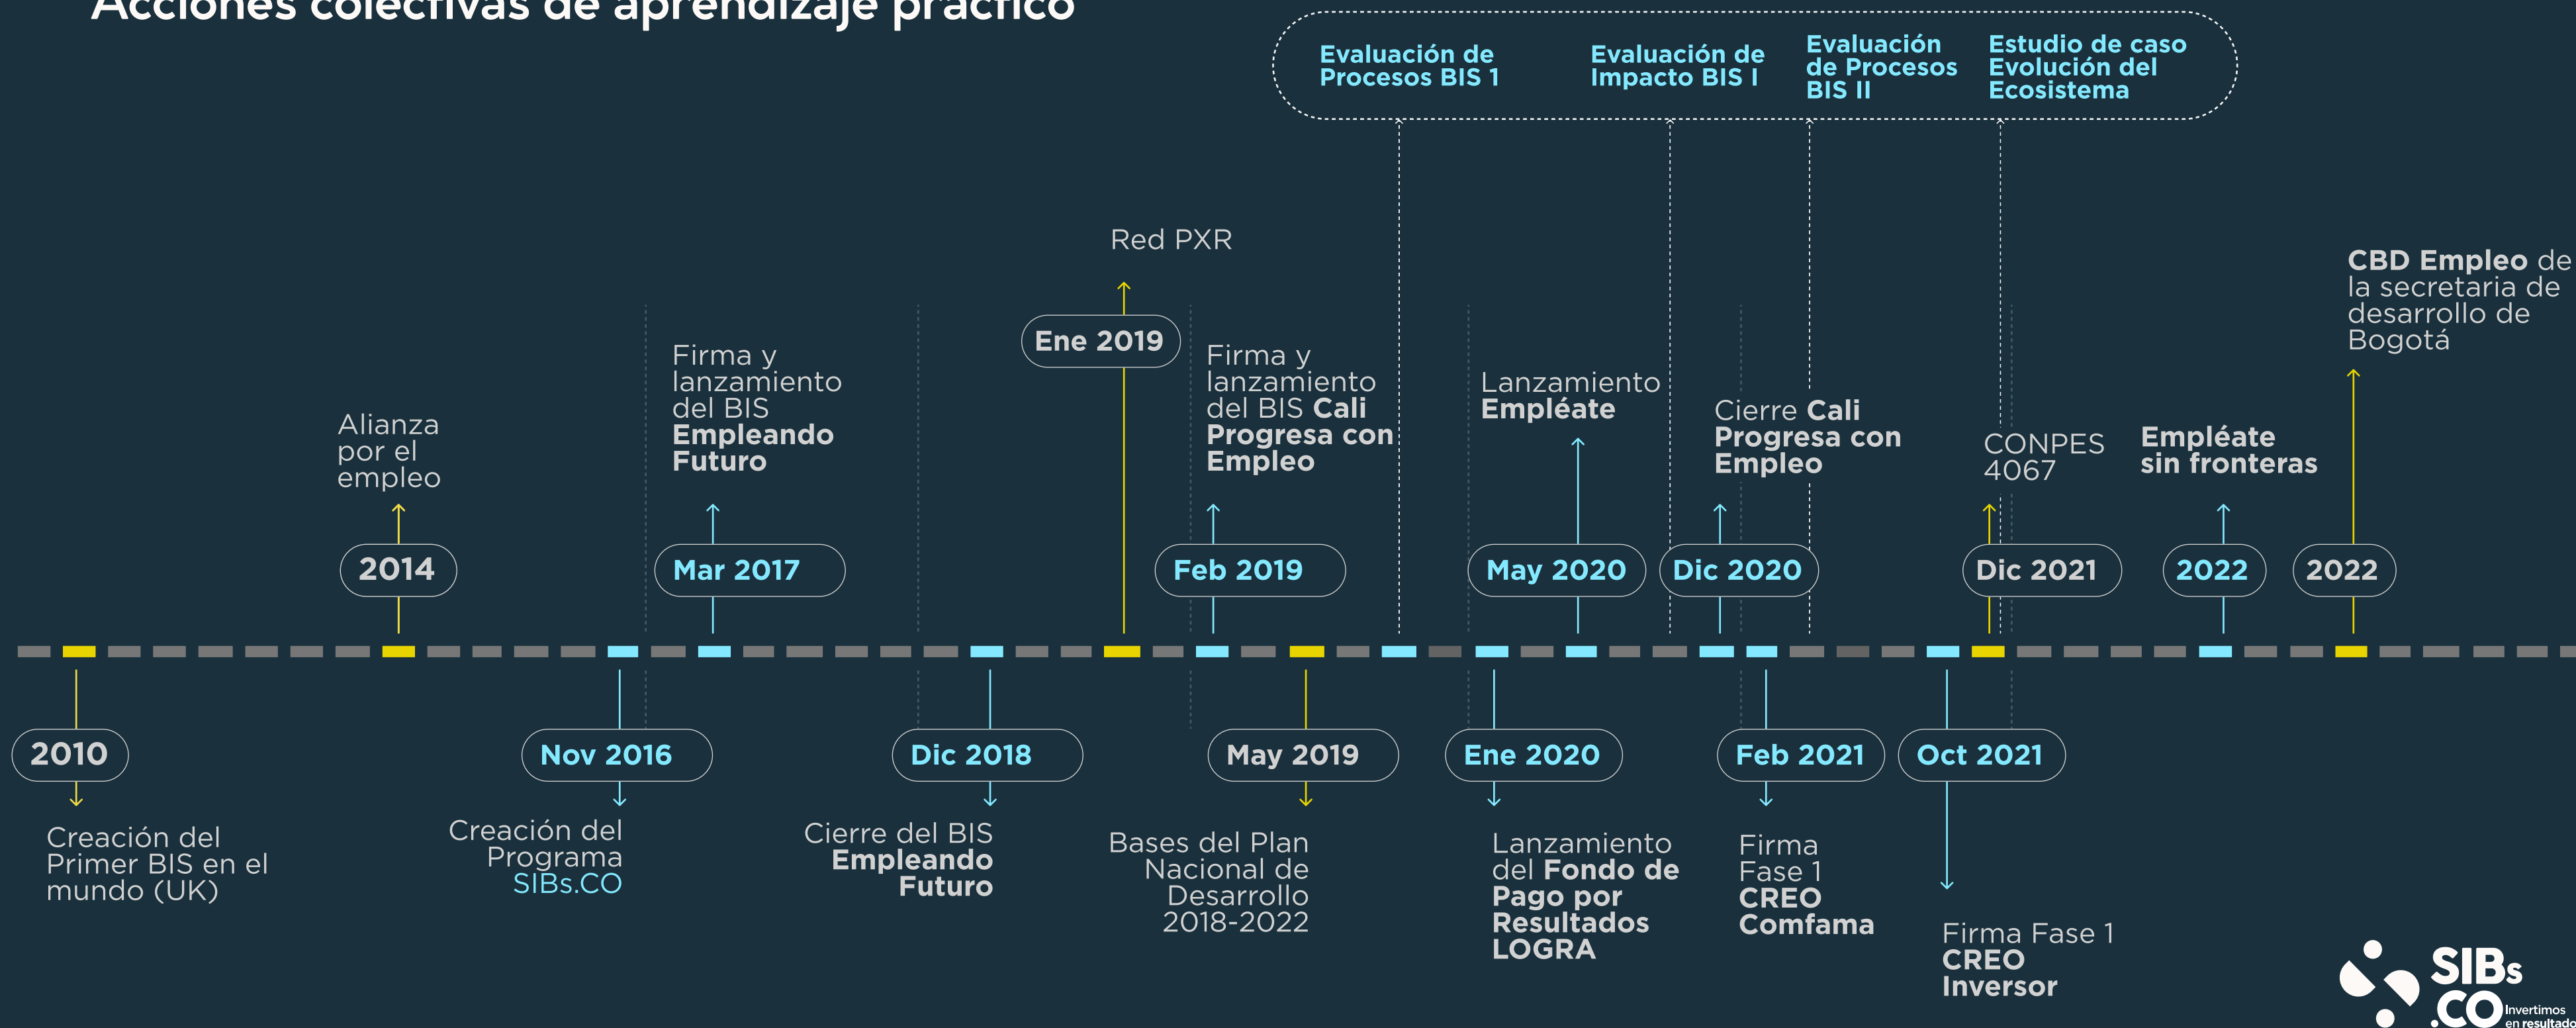 Acciones colectivas de aprendizaje práctico
Evaluación de
Procesos BIS 1
Evaluación de
Impacto BIS I
Evaluación
de Procesos
BIS II
Estudio de caso
Evolución del
Ecosistema
Red PXR
Ene 2019
CBD Empleo de
la secretaria de
desarrollo de
Bogotá
Alianza
por el
empleo
2014
Firma y
lanzamiento
del BIS
Empleando
Futuro
Mar 2017
Firma y
lanzamiento
del BIS Cali
Progresa con
Empleo
Feb 2019
Lanzamiento
Empléate
May 2020
Cierre Cali
Progresa con
Empleo
Dic 2020
CONPES
4067
Dic 2021
Empléate
sin fronteras
2022
2022
2010
Creación del
Primer BIS en el
mundo (UK)
Nov 2016
Creación del
Programa
SIBs.CO
Dic 2018
Cierre del BIS
Empleando
Futuro
May 2019
Bases del Plan
Nacional de
Desarrollo
2018-2022
Ene 2020
Lanzamiento
del Fondo de
Pago por
Resultados
LOGRA
Feb 2021
Firma
Fase 1
CREO
Comfama
Oct 2021
Firma Fase 1
CREO
Inversor
SIBs
.CO
Invertimos
en resultado